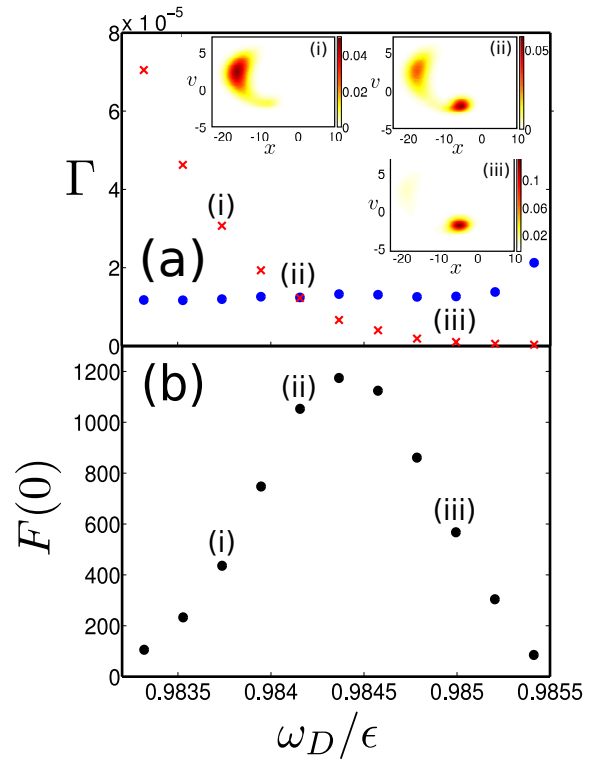 8 x 10⁻⁵
6
4
2
0
Γ
(a)
(i)
(ii)
(iii)
(i)
v
5
0
-5
-20 -10 0 10
x
0.04
0.02
0
(ii)
v
5
0
-5
-20 -10 0 10
x
0.05
0
(iii)
v
5
0
-5
-20 -10 0 10
x
0.1
0.06
0.02
(b)
(i)
(ii)
(iii)
F(0)
1200
1000
800
600
400
200
0
0.9835 0.984 0.9845 0.985 0.9855
ω_D/ϵ